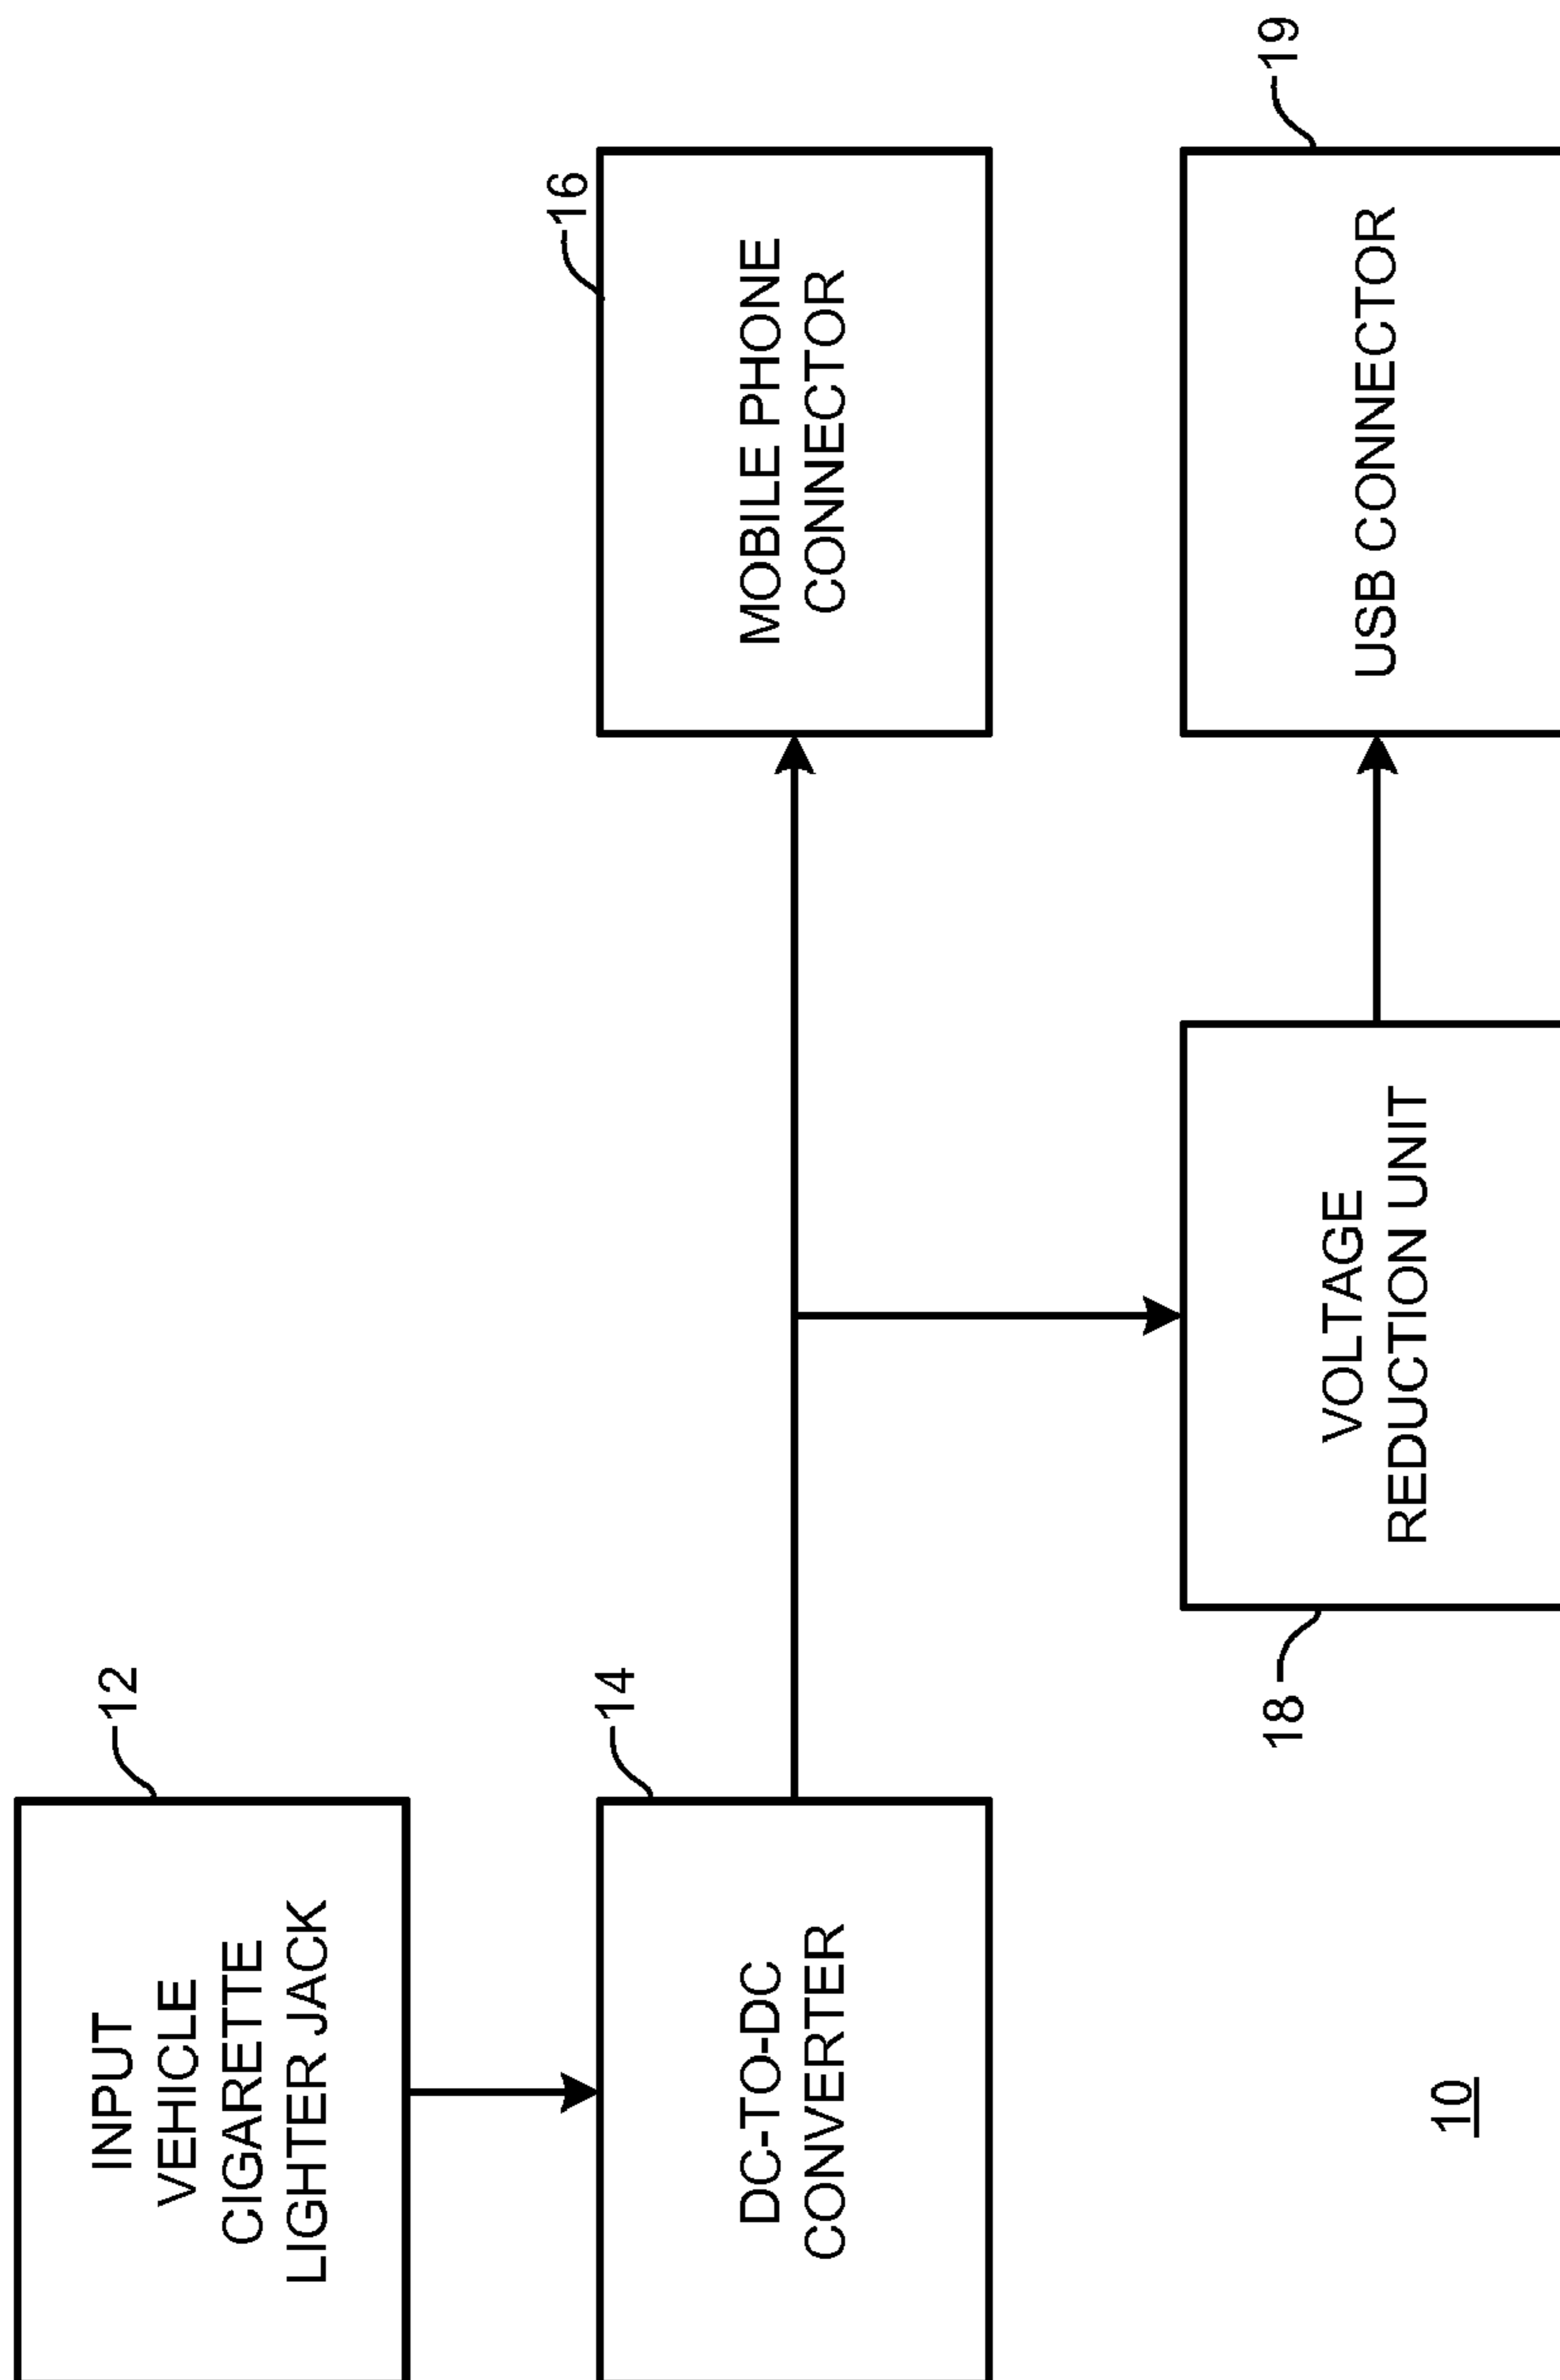 12
INPUT
VEHICLE
CIGARETTE
LIGHTER JACK
14
DC-TO-DC
CONVERTER
16
MOBILE PHONE
CONNECTOR
18
VOLTAGE
REDUCTION UNIT
19
USB CONNECTOR
10